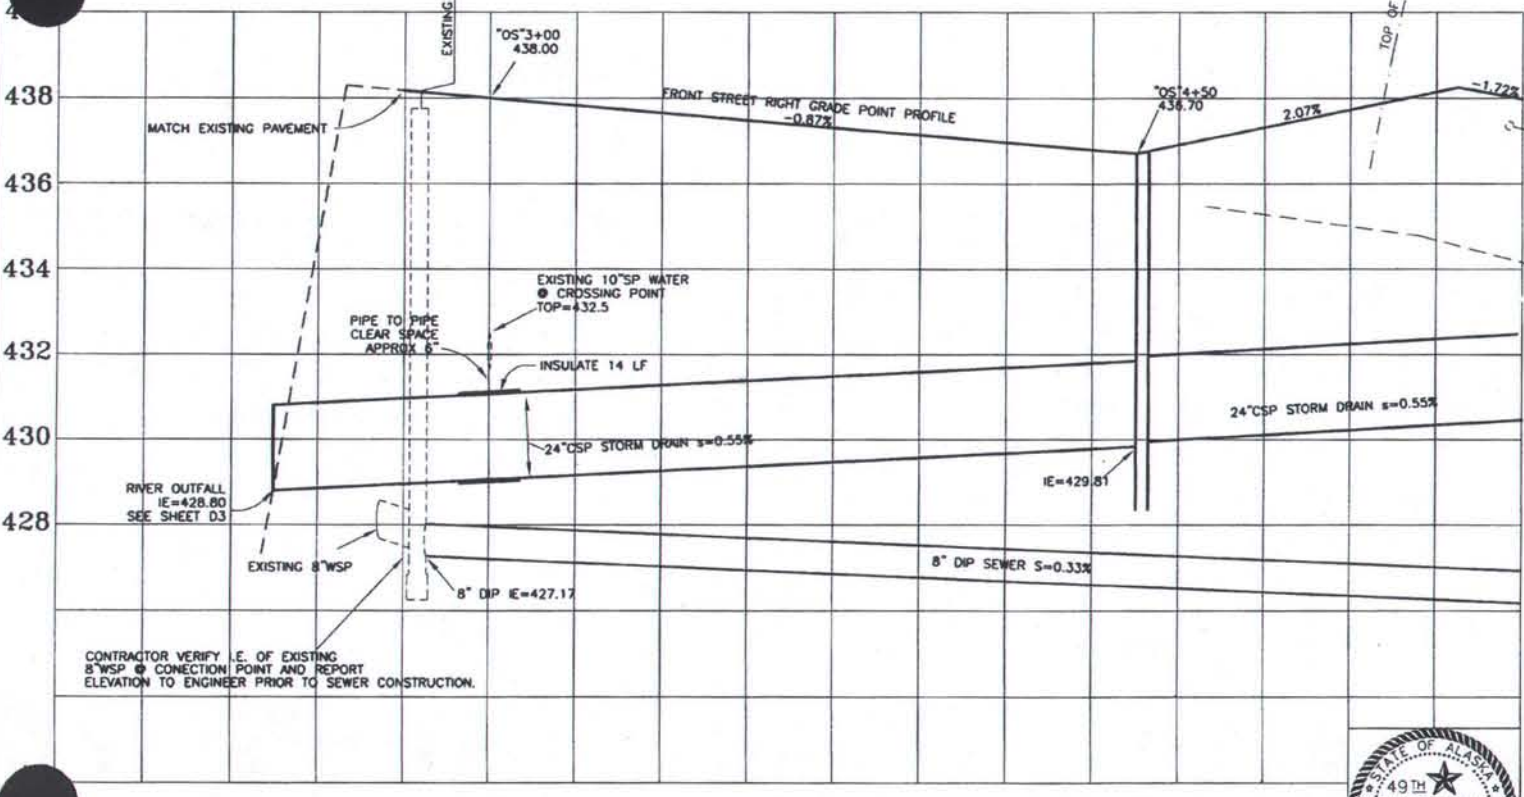 EXISTING
TOP OF
"OS"3+00
438.00
438
FRONT STREET RIGHT GRADE POINT PROFILE
-0.87%
"OS"4+50
436.70
2.07%
-1.72%
MATCH EXISTING PAVEMENT
436
434
EXISTING 10"SP WATER
@ CROSSING POINT
TOP=432.5
PIPE TO PIPE
CLEAR SPACE
APPROX 6"
432
INSULATE 14 LF
24"CSP STORM DRAIN s=0.55%
430
24"CSP STORM DRAIN s=0.55%
RIVER OUTFALL
IE=428.80
SEE SHEET D3
IE=429.81
428
EXISTING 8"WSP
8" DIP IE=427.17
8" DIP SEWER S=0.33%
CONTRACTOR VERIFY I.E. OF EXISTING
8"WSP @ CONECTION POINT AND REPORT
ELEVATION TO ENGINEER PRIOR TO SEWER CONSTRUCTION.
STATE OF ALASKA
49TH